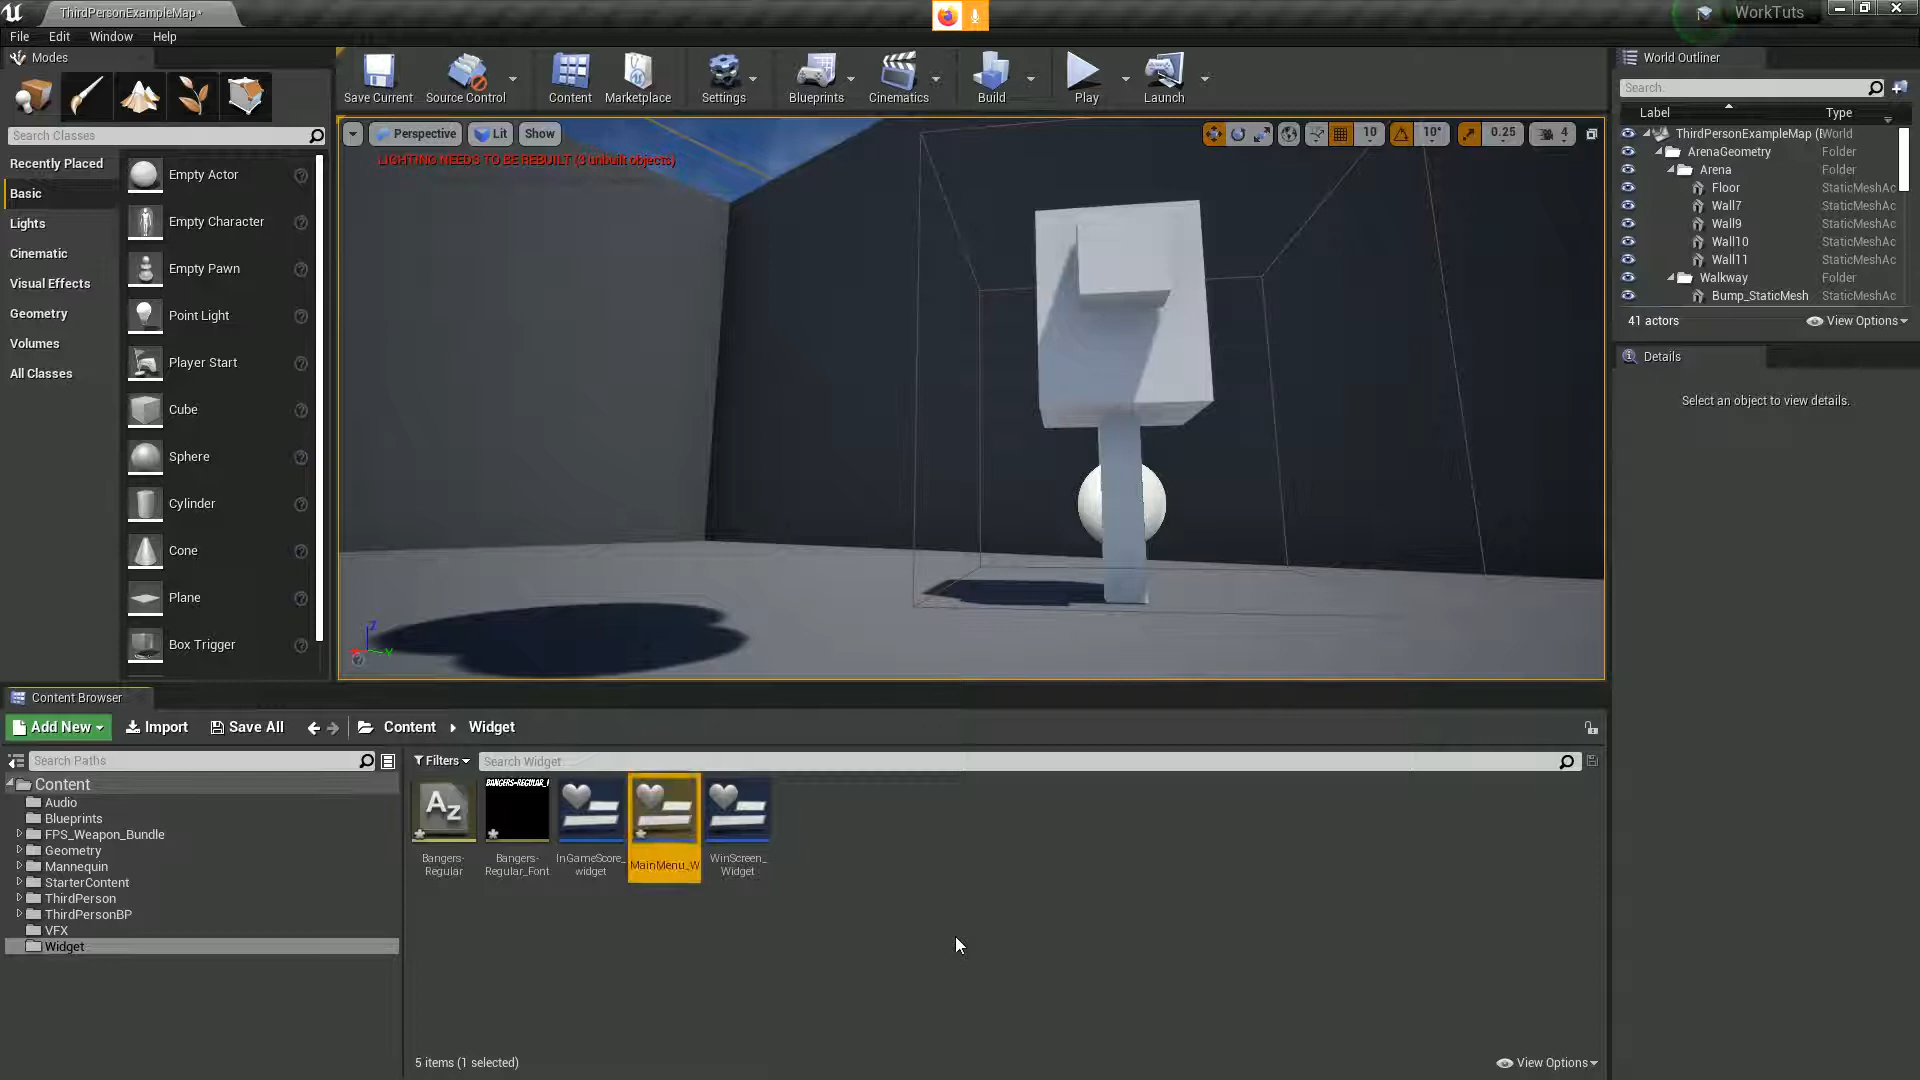 ThirdPersonExampleMap*
WorkTuts
File Edit Window Help
Modes
Search Classes
Recently Placed
Basic
Lights
Cinematic
Visual Effects
Geometry
Volumes
All Classes
Empty Actor
Empty Character
Empty Pawn
Point Light
Player Start
Cube
Sphere
Cylinder
Cone
Plane
Box Trigger
Save Current
Source Control
Content
Marketplace
Settings
Blueprints
Cinematics
Build
Play
Launch
Perspective
Lit
Show
10
10°
0.25
4
LIGHTING NEEDS TO BE REBUILT (3 unbuilt objects)
Z
Y
World Outliner
Search.
Label Type
ThirdPersonExampleMap (E World
ArenaGeometry Folder
Arena Folder
Floor StaticMeshAc
Wall7 StaticMeshAc
Wall9 StaticMeshAc
Wall10 StaticMeshAc
Wall11 StaticMeshAc
Walkway Folder
Bump_StaticMesh StaticMeshAc
41 actors
View Options
Details
Select an object to view details.
Content Browser
Add New
Import
Save All
Content
Widget
Search Paths
Content
Audio
Blueprints
FPS_Weapon_Bundle
Geometry
Mannequin
StarterContent
ThirdPerson
ThirdPersonBP
VFX
Widget
Filters
Search Widget
AZ
Bangers-
Regular
Bangers-
Regular_Font
InGameScore_
widget
MainMenu_W
WinScreen_
Widget
5 items (1 selected)
View Options